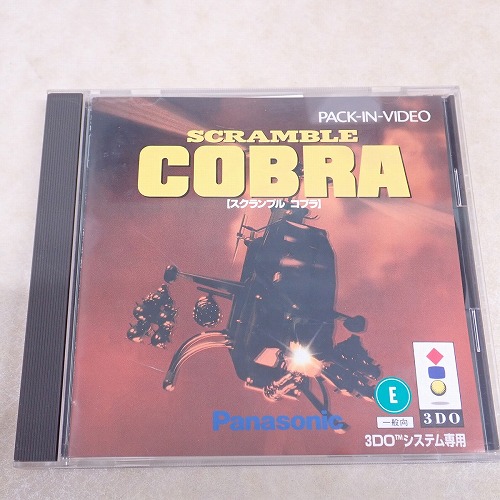 PACK-IN-VIDEO
SCRAMBLE
COBRA
[スクランブル コブラ]
E
一般向
3DO
Panasonic
3DO™システム専用